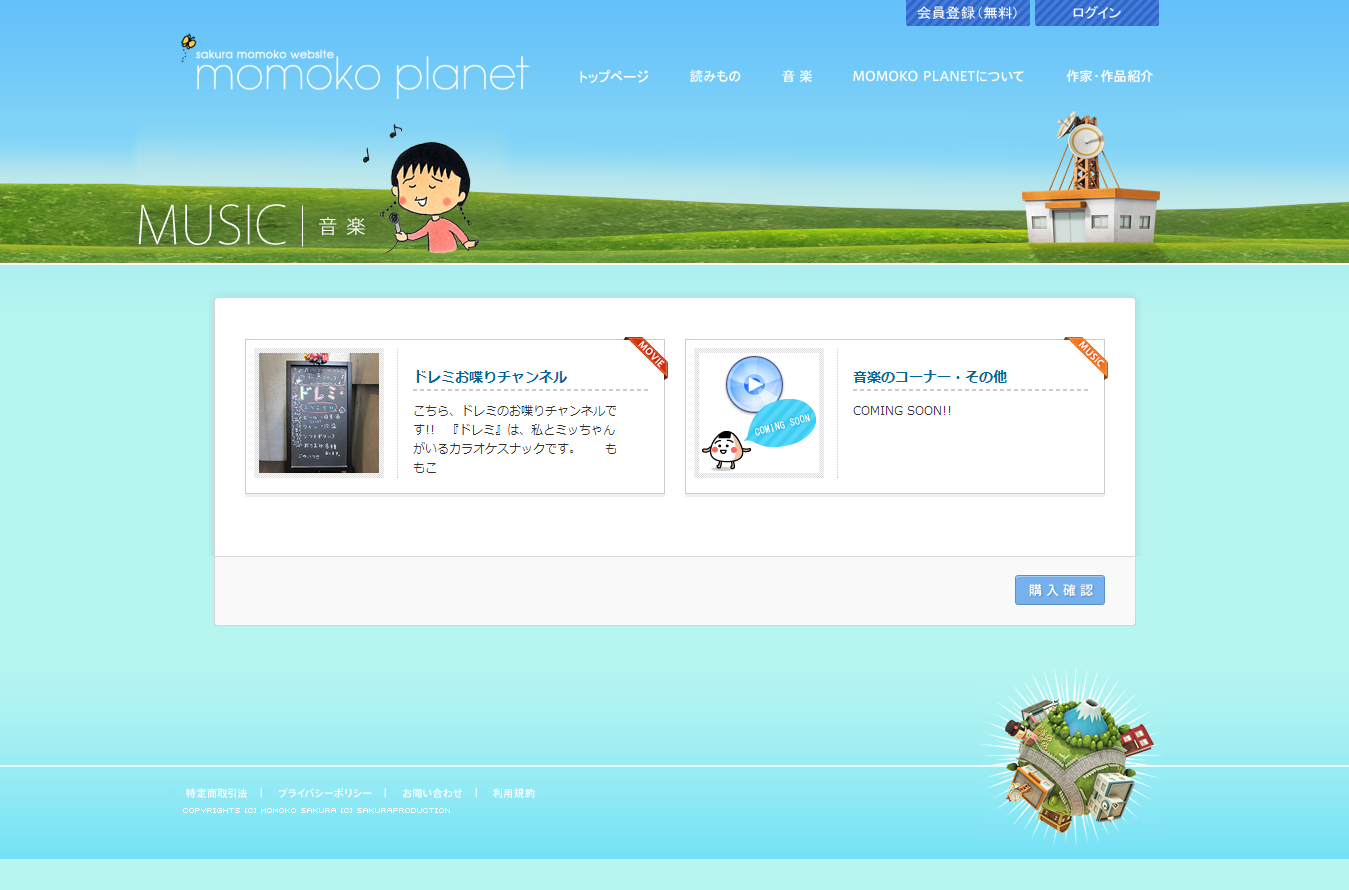 会員登録(無料)
ログイン
sakura momoko website
momoko planet
トップページ
読みもの
音楽
MOMOKO PLANETについて
作家・作品紹介
MUSIC
音楽
MOVIE
ドレミ
ドレミお喋りチャンネル
こちら、ドレミのお喋りチャンネルで
す!!　『ドレミ』は、私とミッちゃん
がいるカラオケスナックです。　　も
もこ
MUSIC
COMING SOON
音楽のコーナー・その他
COMING SOON!!
購入確認
特定商取引法
プライバシーポリシー
お問い合わせ
利用規約
COPYRIGHTS (C) MOMOKO SAKURA (C) SAKURAPRODUCTION